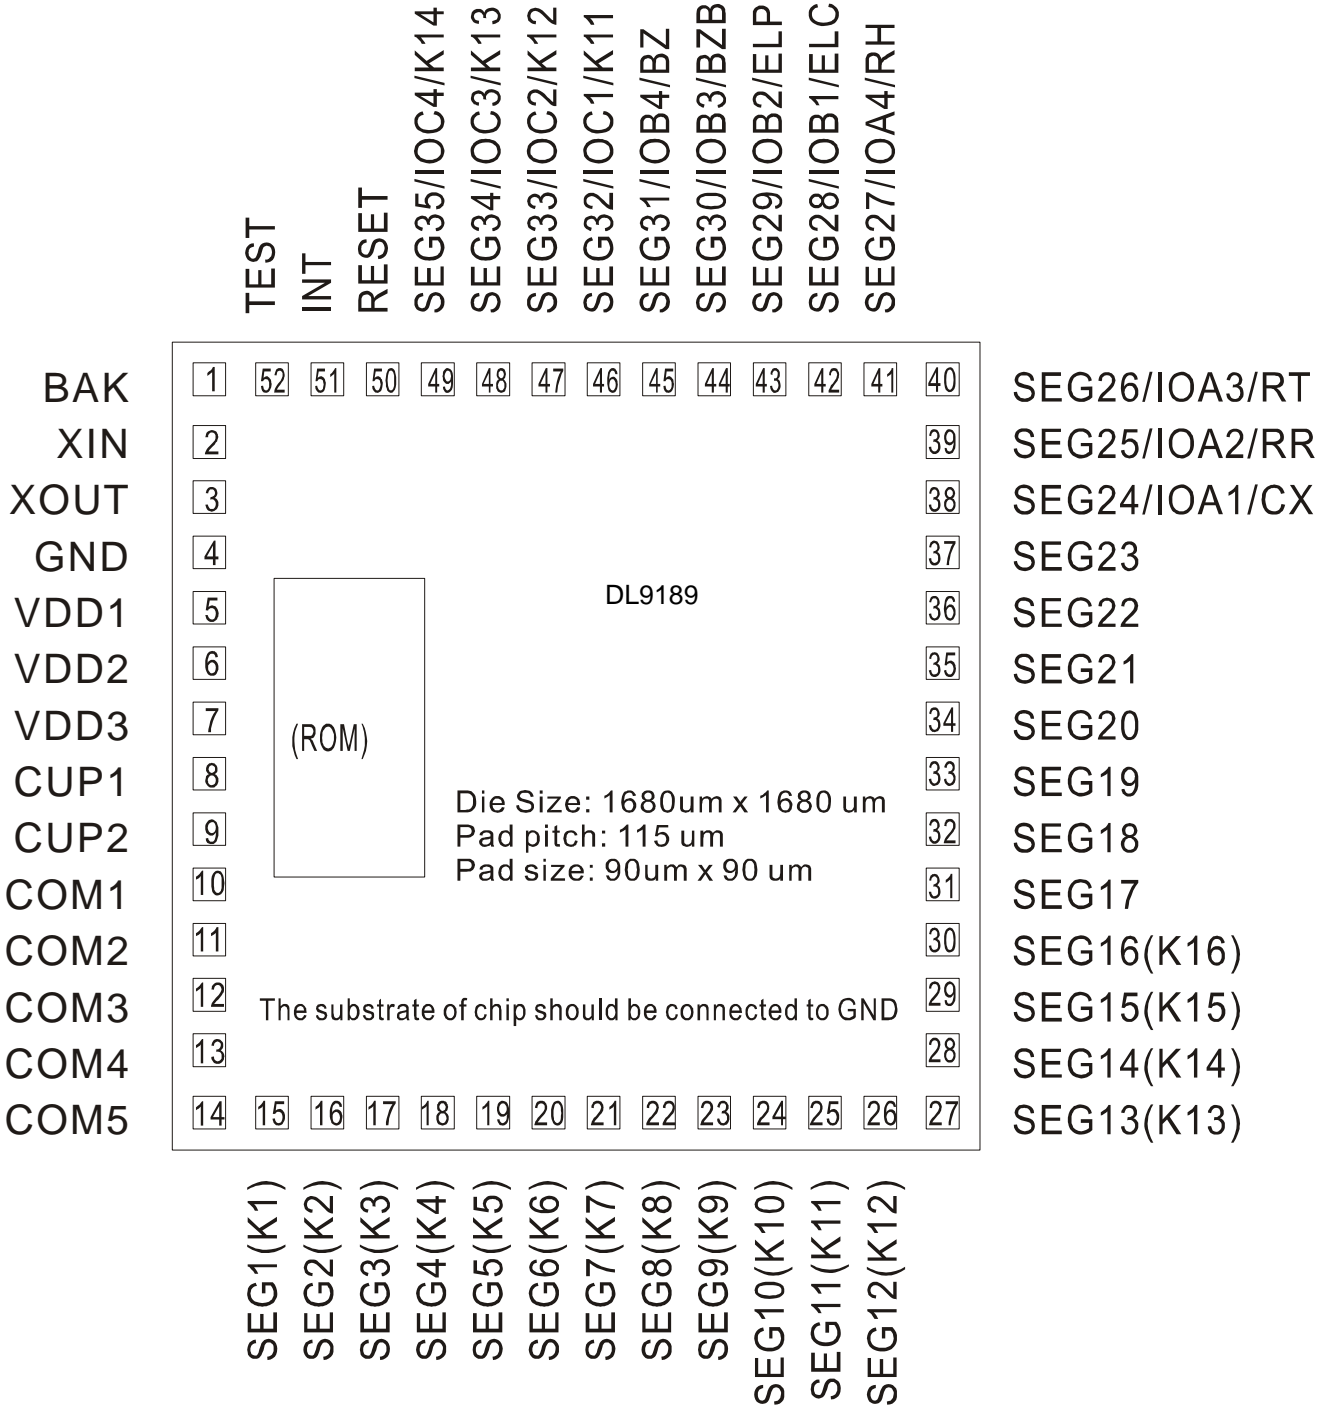 TEST
INT
RESET
SEG35/IOC4/K14
SEG34/IOC3/K13
SEG33/IOC2/K12
SEG32/IOC1/K11
SEG31/IOB4/BZ
SEG30/IOB3/BZB
SEG29/IOB2/ELP
SEG28/IOB1/ELC
SEG27/IOA4/RH
BAK 1 52 51 50 49 48 47 46 45 44 43 42 41 40 SEG26/IOA3/RT
XIN 2 39 SEG25/IOA2/RR
XOUT 3 38 SEG24/IOA1/CX
GND 4 37 SEG23
VDD1 5 DL9189 36 SEG22
VDD2 6 35 SEG21
VDD3 7 34 SEG20
(ROM)
CUP1 8 33 SEG19
Die Size: 1680um x 1680 um
CUP2 9 Pad pitch: 115 um 32 SEG18
Pad size: 90um x 90 um
COM1 10 31 SEG17
COM2 11 30 SEG16(K16)
COM3 12 The substrate of chip should be connected to GND 29 SEG15(K15)
COM4 13 28 SEG14(K14)
COM5 14 15 16 17 18 19 20 21 22 23 24 25 26 27 SEG13(K13)
SEG1(K1)
SEG2(K2)
SEG3(K3)
SEG4(K4)
SEG5(K5)
SEG6(K6)
SEG7(K7)
SEG8(K8)
SEG9(K9)
SEG10(K10)
SEG11(K11)
SEG12(K12)